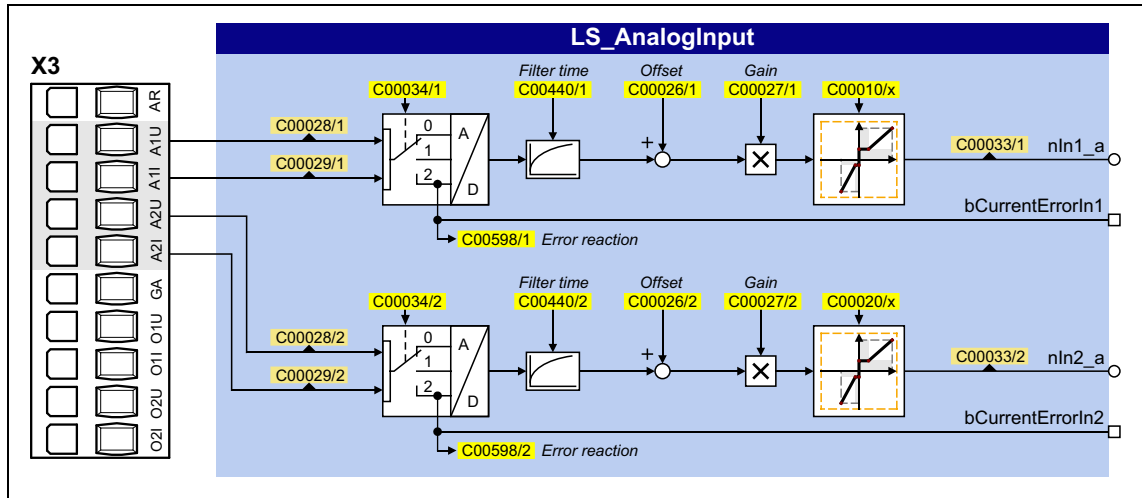 LS_AnalogInput
X3
AR
A1U
A1I
A2U
A2I
GA
O1U
O1I
O2U
O2I
Filter time
Offset
Gain
C00034/1
C00440/1
C00026/1
C00027/1
C00010/x
C00028/1
C00029/1
0
1
2
A
D
+
C00033/1
nIn1_a
bCurrentErrorIn1
C00598/1 Error reaction
Filter time
Offset
Gain
C00034/2
C00440/2
C00026/2
C00027/2
C00020/x
C00028/2
C00029/2
0
1
2
A
D
+
C00033/2
nIn2_a
bCurrentErrorIn2
C00598/2 Error reaction